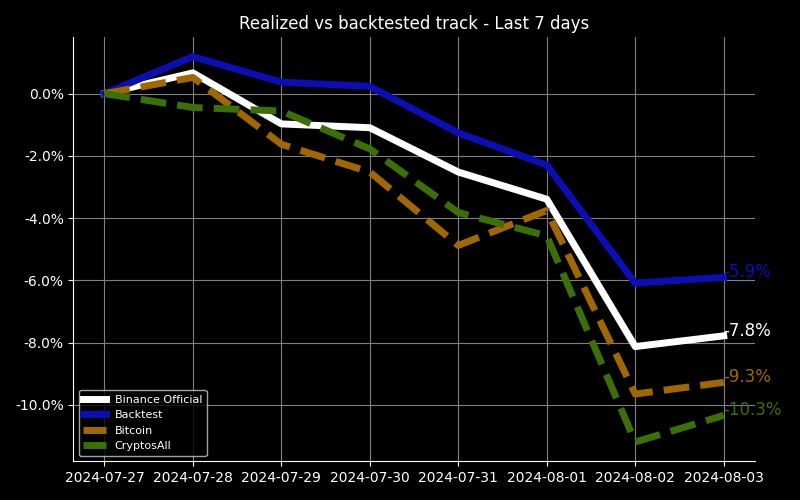 Realized vs backtested track - Last 7 days
0.0%
-2.0%
-4.0%
-6.0%
-8.0%
-10.0%
-5.9%
-7.8%
-9.3%
-10.3%
Binance Official
Backtest
Bitcoin
CryptosAll
2024-07-27 2024-07-28 2024-07-29 2024-07-30 2024-07-31 2024-08-01 2024-08-02 2024-08-03